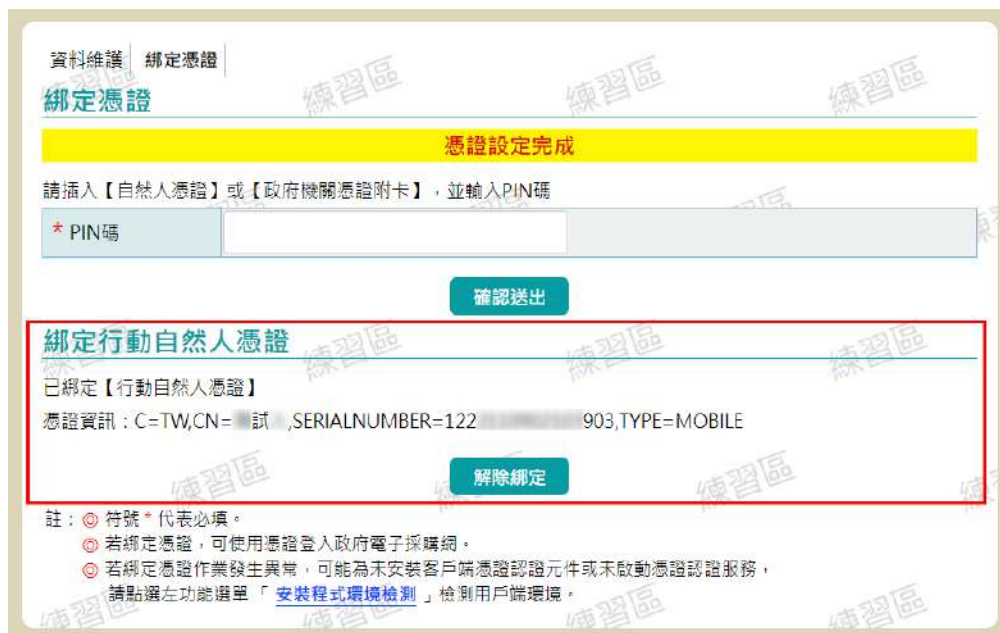 資料維護 綁定憑證
綁定憑證
憑證設定完成
請插入【自然人憑證】或【政府機關憑證附卡】,並輸入PIN碼
* PIN碼
確認送出
綁定行動自然人憑證
已綁定【行動自然人憑證】
憑證資訊:C=TW,CN= 試 ,SERIALNUMBER=122 903,TYPE=MOBILE
解除綁定
註:◎ 符號 * 代表必填。
◎ 若綁定憑證,可使用憑證登入政府電子採購網。
◎ 若綁定憑證作業發生異常,可能為未安裝客戶端憑證認證元件或未啟動憑證認證服務,
請點選左功能選單「 安裝程式環境檢測 」檢測用戶端環境。
練習區